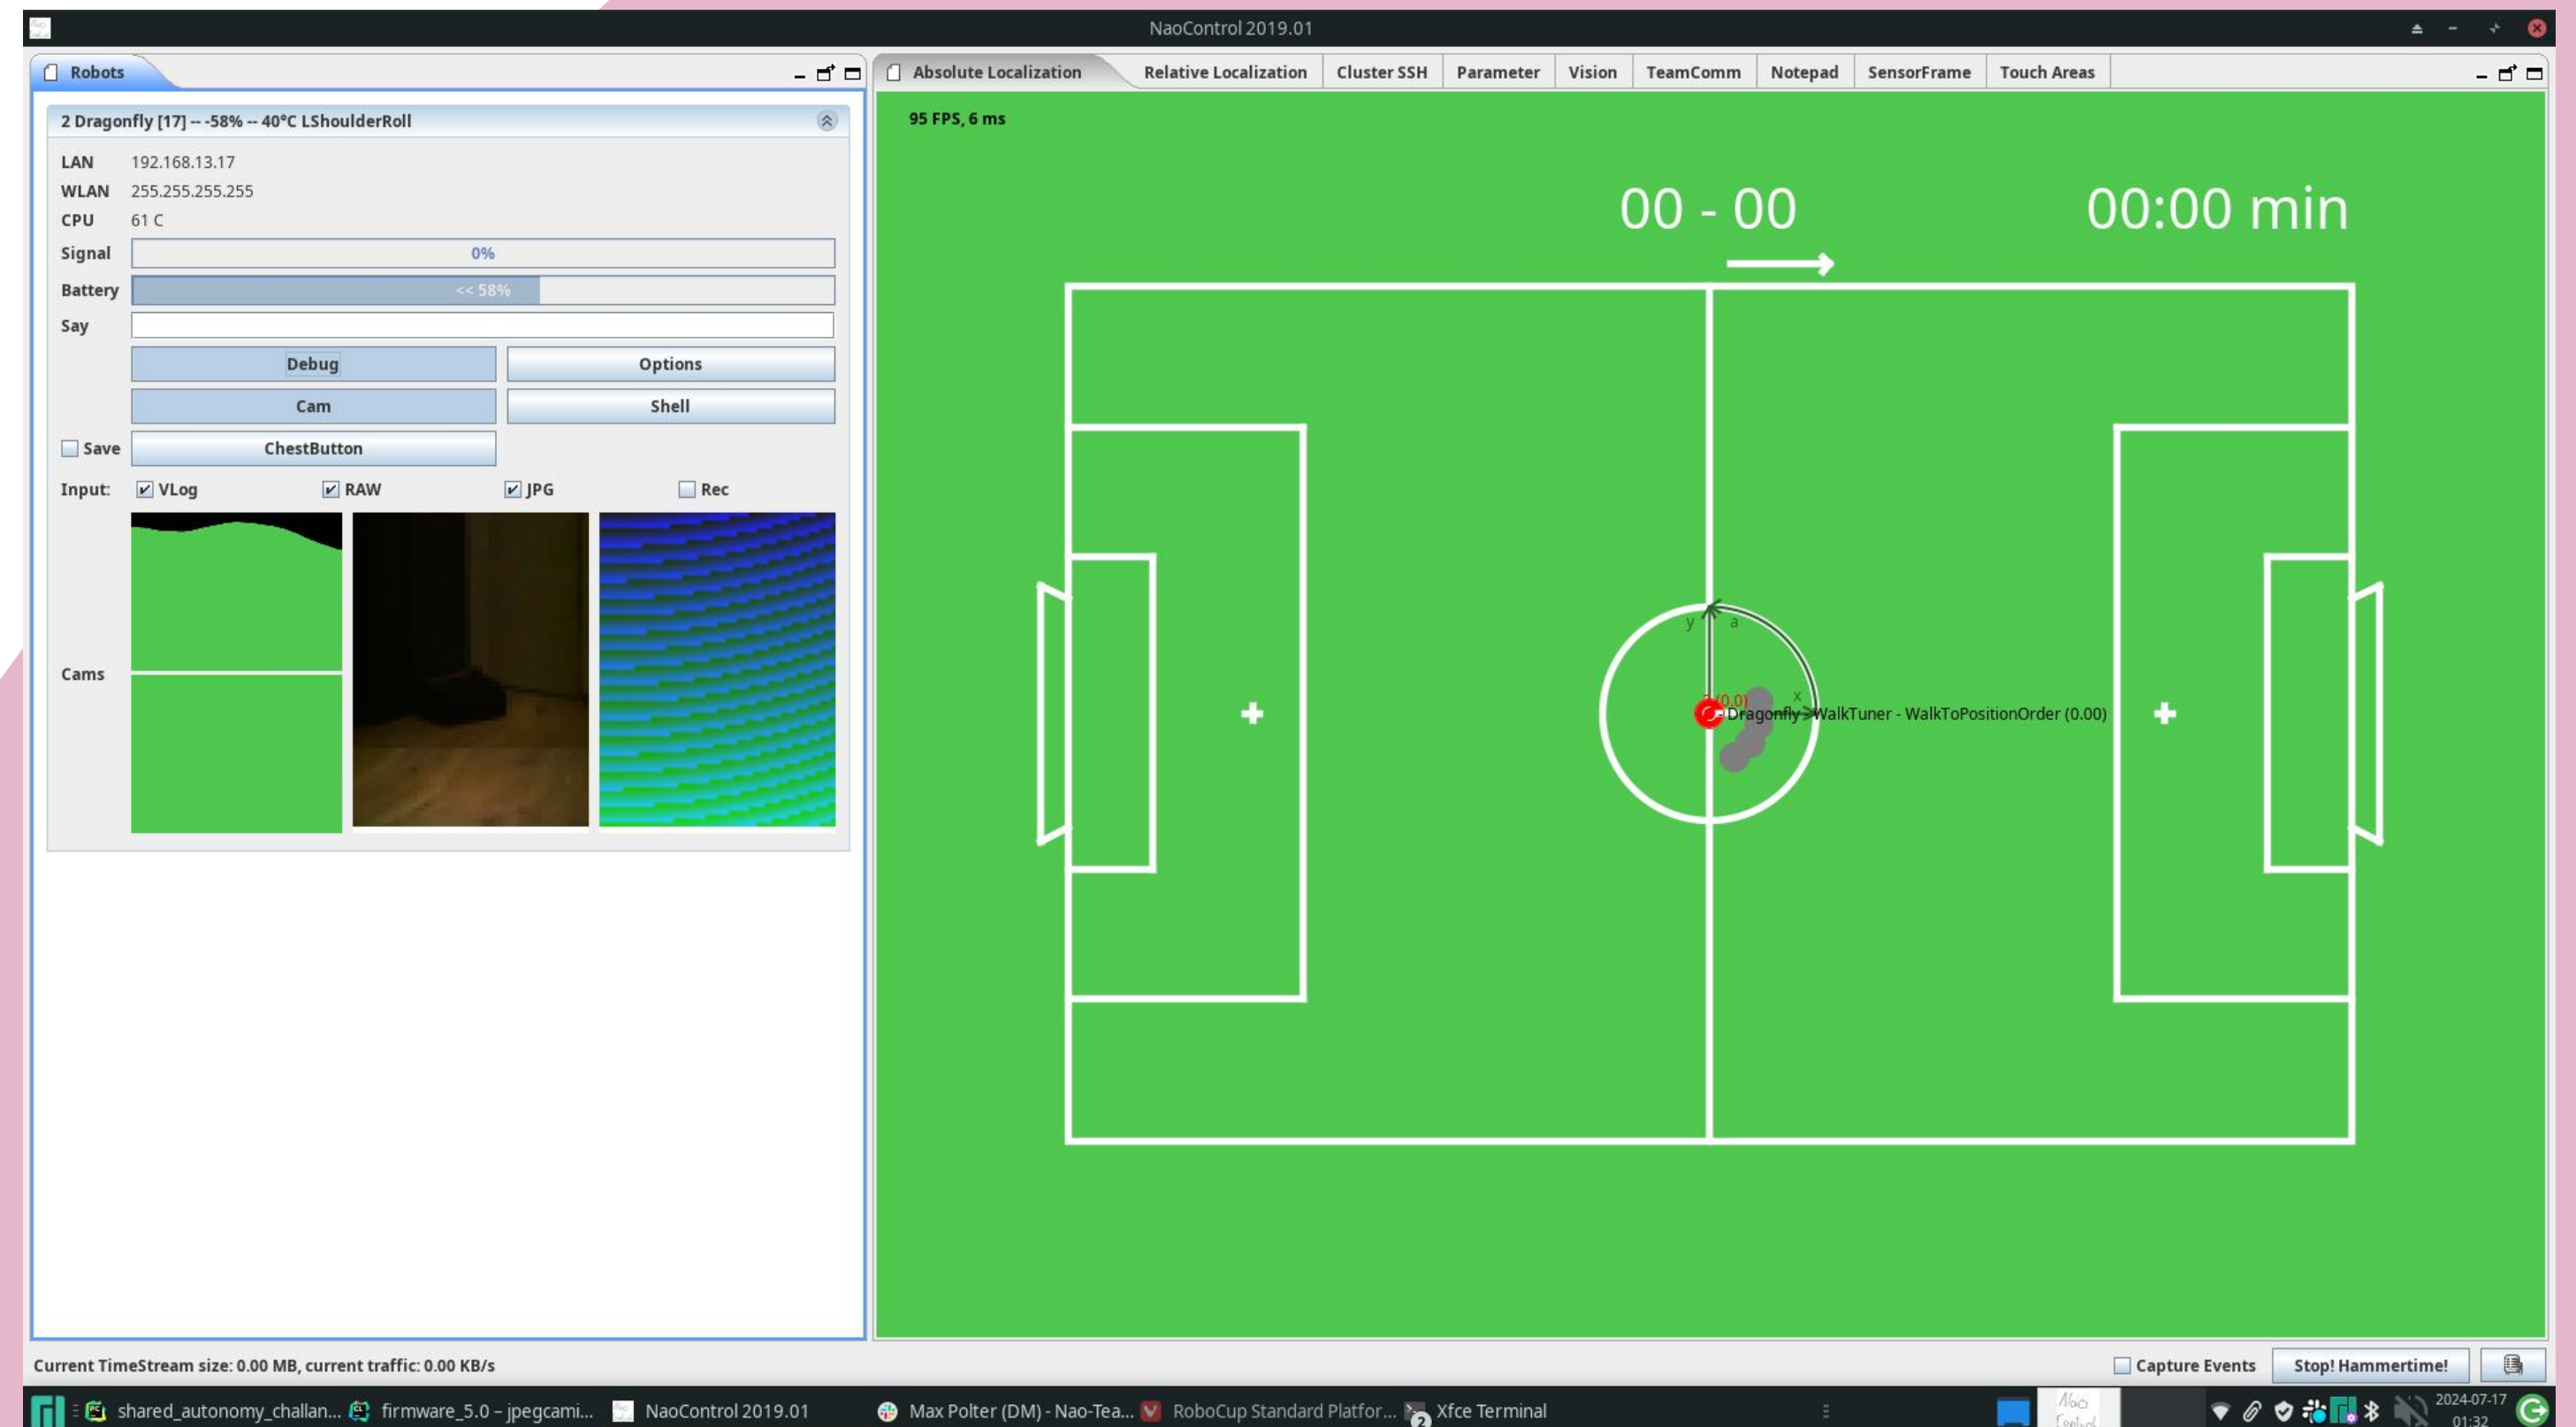 NaoControl 2019.01
Robots
Absolute Localization
Relative Localization
Cluster SSH
Parameter
Vision
TeamComm
Notepad
SensorFrame
Touch Areas
2 Dragonfly [17] -- -58% -- 40°C LShoulderRoll
LAN 192.168.13.17
WLAN 255.255.255.255
CPU 61 C
Signal 0%
Battery << 58%
Say
Debug Options
Cam Shell
Save ChestButton
Input: VLog RAW JPG Rec
Cams
95 FPS, 6 ms
00 - 00
00:00 min
y a
x
Dragonfly > WalkTuner - WalkToPositionOrder (0.00)
Current TimeStream size: 0.00 MB, current traffic: 0.00 KB/s
Capture Events
Stop! Hammertime!
shared_autonomy_challan...
firmware_5.0 – jpegcami...
NaoControl 2019.01
Max Polter (DM) - Nao-Tea...
RoboCup Standard Platfor...
2
Xfce Terminal
Nao
Control
2024-07-17
01:32